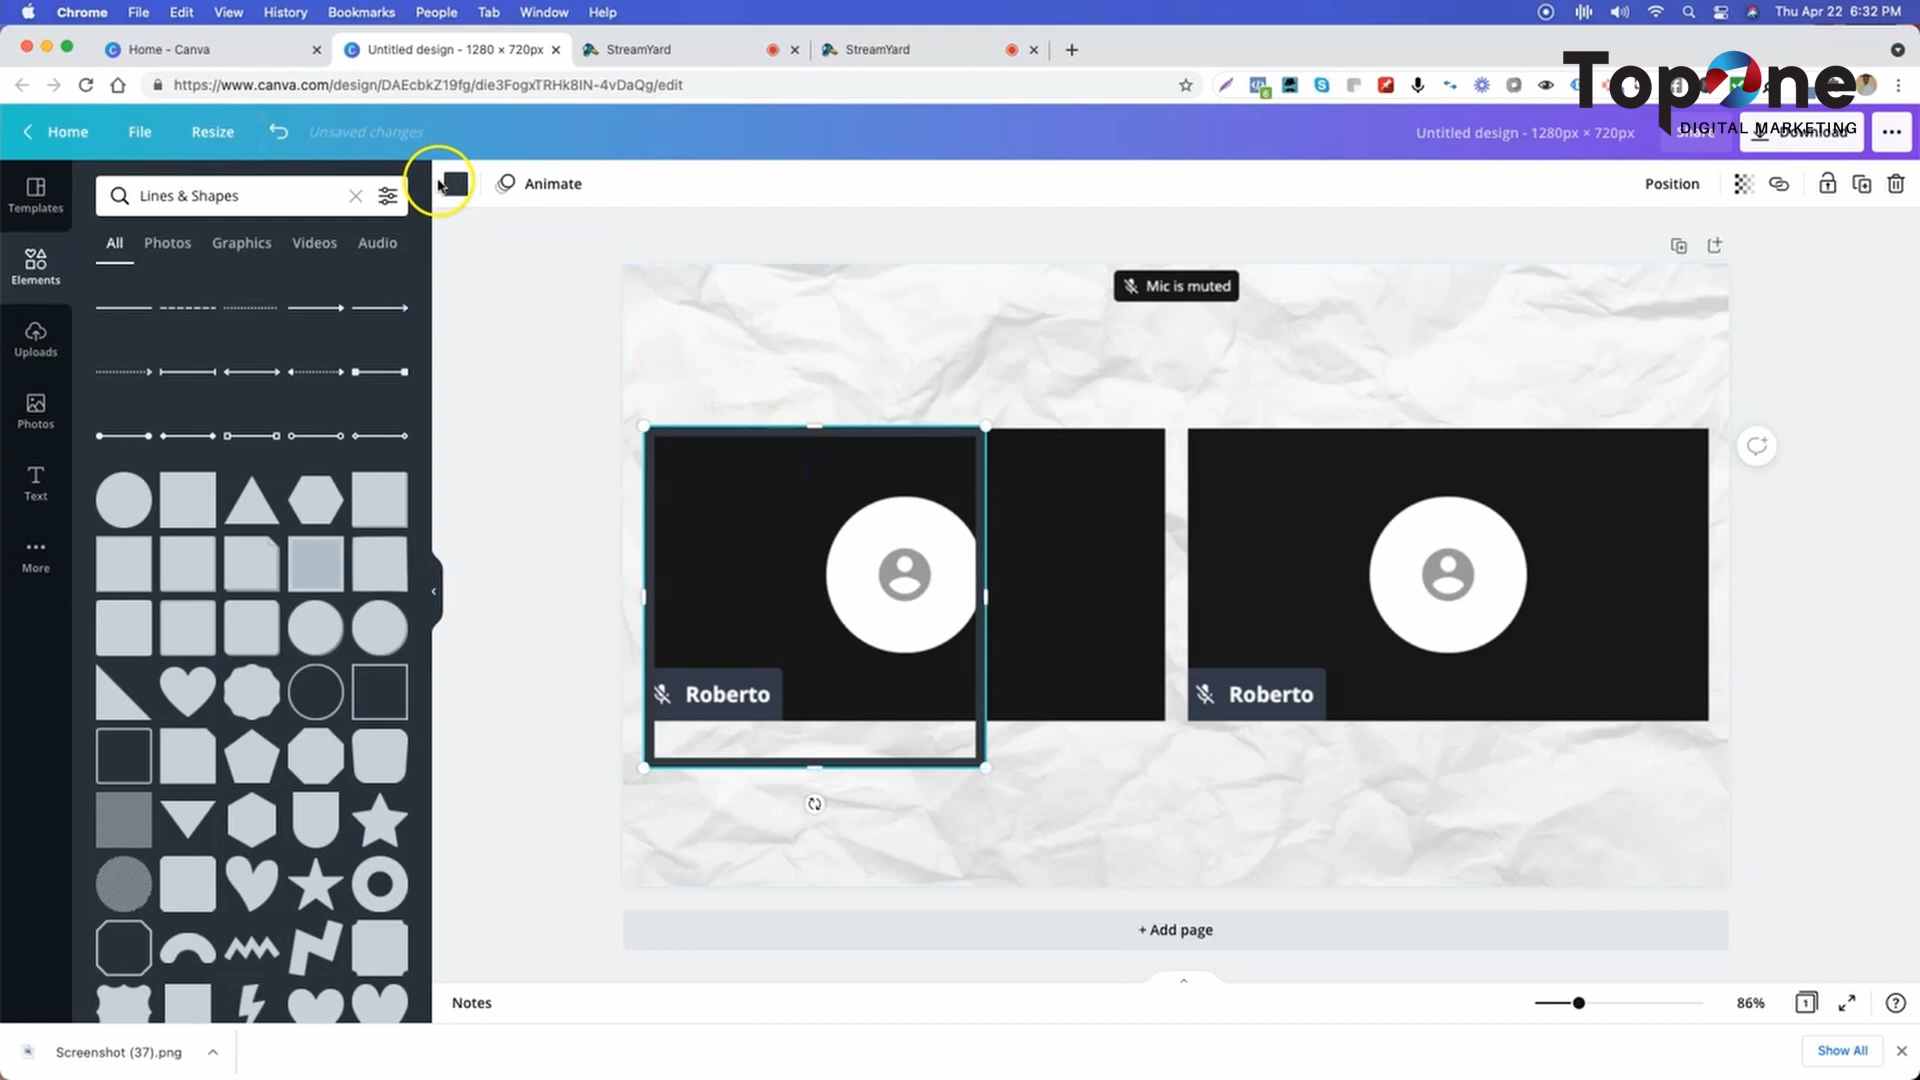 Chrome File Edit View History Bookmarks People Tab Window Help
Thu Apr 22 6:32 PM
Home - Canva
Untitled design - 1280 × 720px
StreamYard
StreamYard
https://www.canva.com/design/DAEcbkZ19fg/die3FogxTRHk8IN-4vDaQg/edit
TopOne
DIGITAL MARKETING
Home
File
Resize
Unsaved changes
Untitled design - 1280px × 720px
Share
Download
Templates
Elements
Uploads
Photos
Text
More
Lines & Shapes
All
Photos
Graphics
Videos
Audio
Animate
Position
Mic is muted
Roberto
Roberto
+ Add page
Notes
86%
1
Screenshot (37).png
Show All